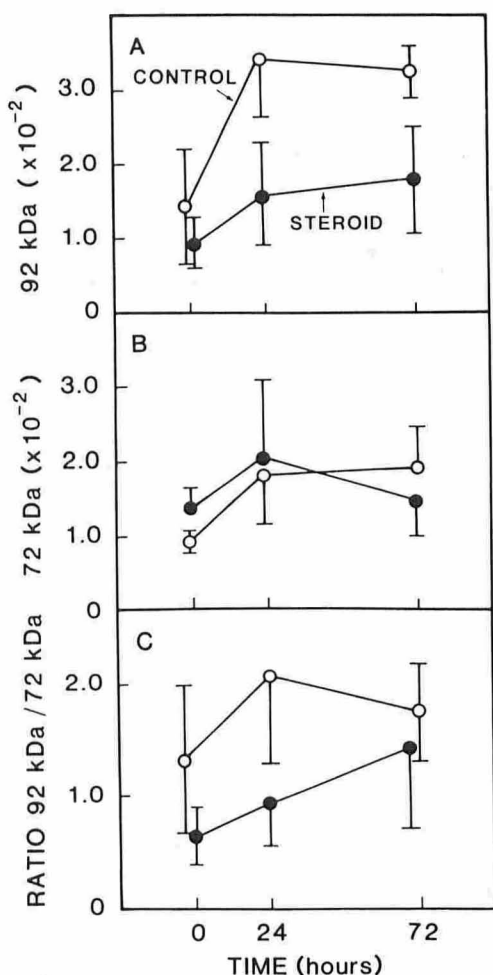 A
CONTROL
STEROID
92 kDa (x10⁻²)
3.0
2.0
1.0
0
B
72 kDa (x10⁻²)
3.0
2.0
1.0
0
C
RATIO 92 kDa/72 kDa
2.0
1.0
0
0 24 72
TIME (hours)